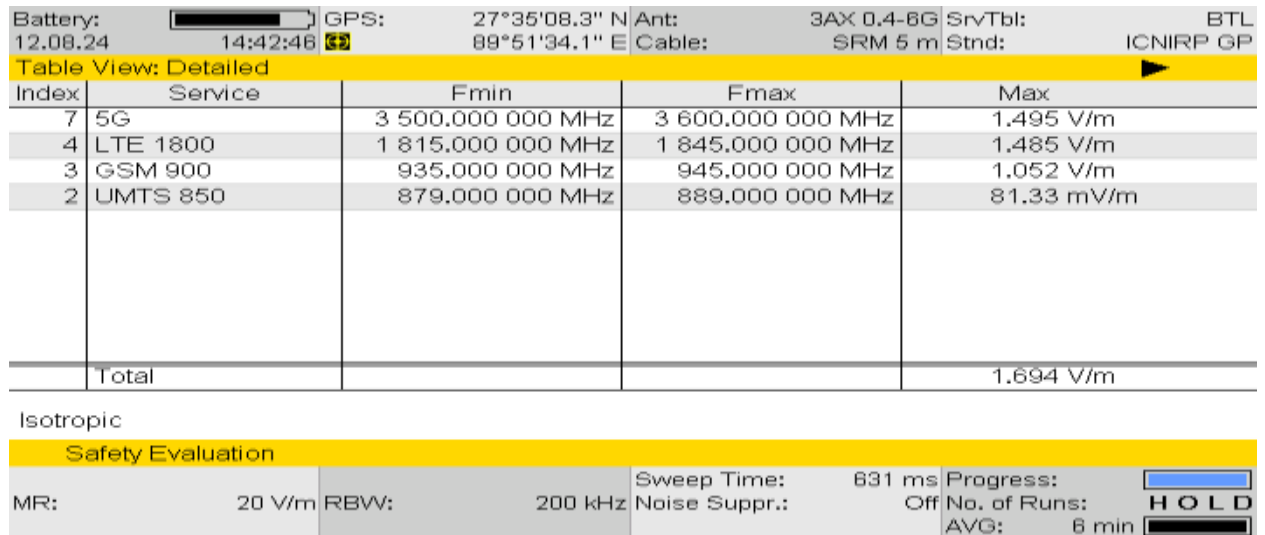 Battery: GPS: 27°35'08.3" N Ant: 3AX 0.4-6G SrvTbl: BTL
12.08.24 14:42:46 89°51'34.1" E Cable: SRM 5 m Stnd: ICNIRP GP
Table View: Detailed
Index Service Fmin Fmax Max
7 5G 3 500.000 000 MHz 3 600.000 000 MHz 1.495 V/m
4 LTE 1800 1 815.000 000 MHz 1 845.000 000 MHz 1.485 V/m
3 GSM 900 935.000 000 MHz 945.000 000 MHz 1.052 V/m
2 UMTS 850 879.000 000 MHz 889.000 000 MHz 81.33 mV/m
Total 1.694 V/m
Isotropic
Safety Evaluation
Sweep Time: 631 ms Progress:
MR: 20 V/m RBW: 200 kHz Noise Suppr.: Off No. of Runs: HOLD
AVG: 6 min